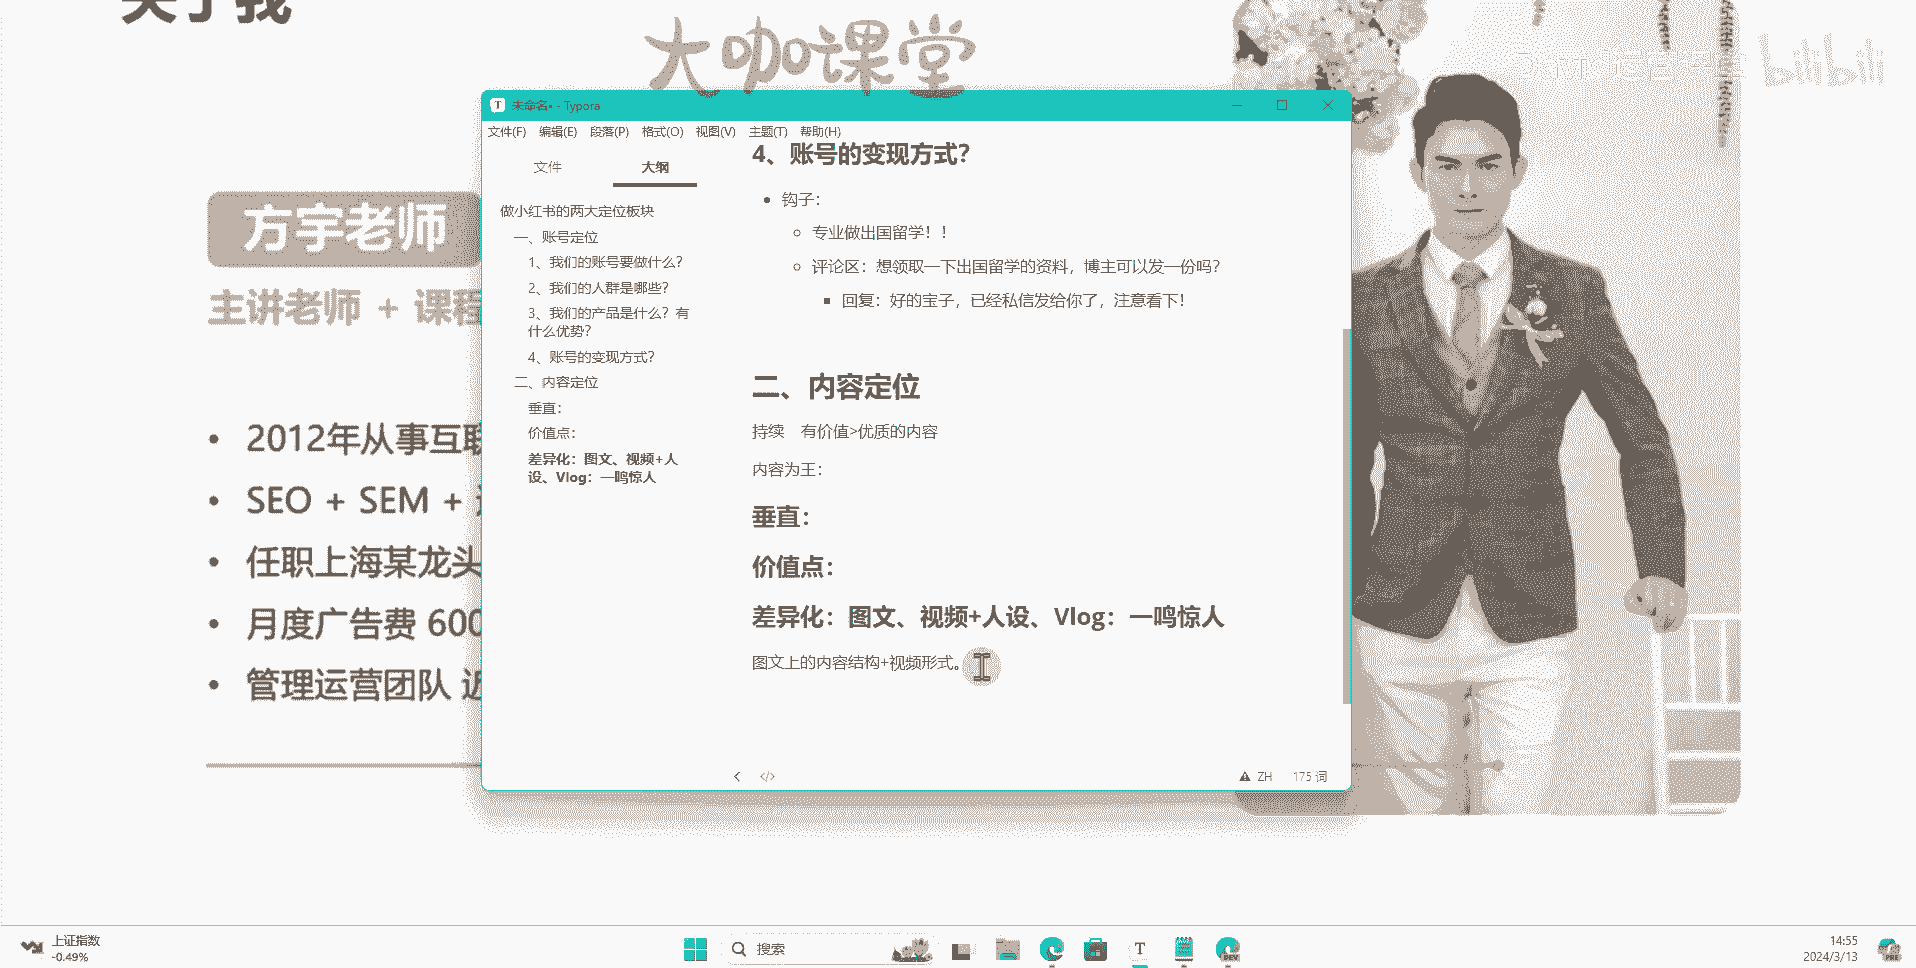 关于我
大咖课堂
bilibili
方宇老师
主讲老师 + 课程
2012年从事互联
SEO + SEM +
任职上海某龙头
月度广告费 600
管理运营团队 近
未命名• - Typora
文件(F) 编辑(E) 段落(P) 格式(O) 视图(V) 主题(T) 帮助(H)
文件 大纲
做小红书的两大定位板块
一、账号定位
1、我们的账号要做什么？
2、我们的人群是哪些？
3、我们的产品是什么？有
什么优势？
4、账号的变现方式？
二、内容定位
垂直：
价值点：
差异化：图文、视频+人
设、Vlog：一鸣惊人
4、账号的变现方式？
钩子：
专业做出国留学！！
评论区：想领取一下出国留学的资料，博主可以发一份吗？
回复：好的宝子，已经私信发给你了，注意看下！
二、内容定位
持续 有价值>优质的内容
内容为王：
垂直：
价值点：
差异化：图文、视频+人设、Vlog：一鸣惊人
图文上的内容结构+视频形式。
ZH 175 词
上证指数
-0.49%
搜索
T
DEV
14:55
2024/3/13
PRE